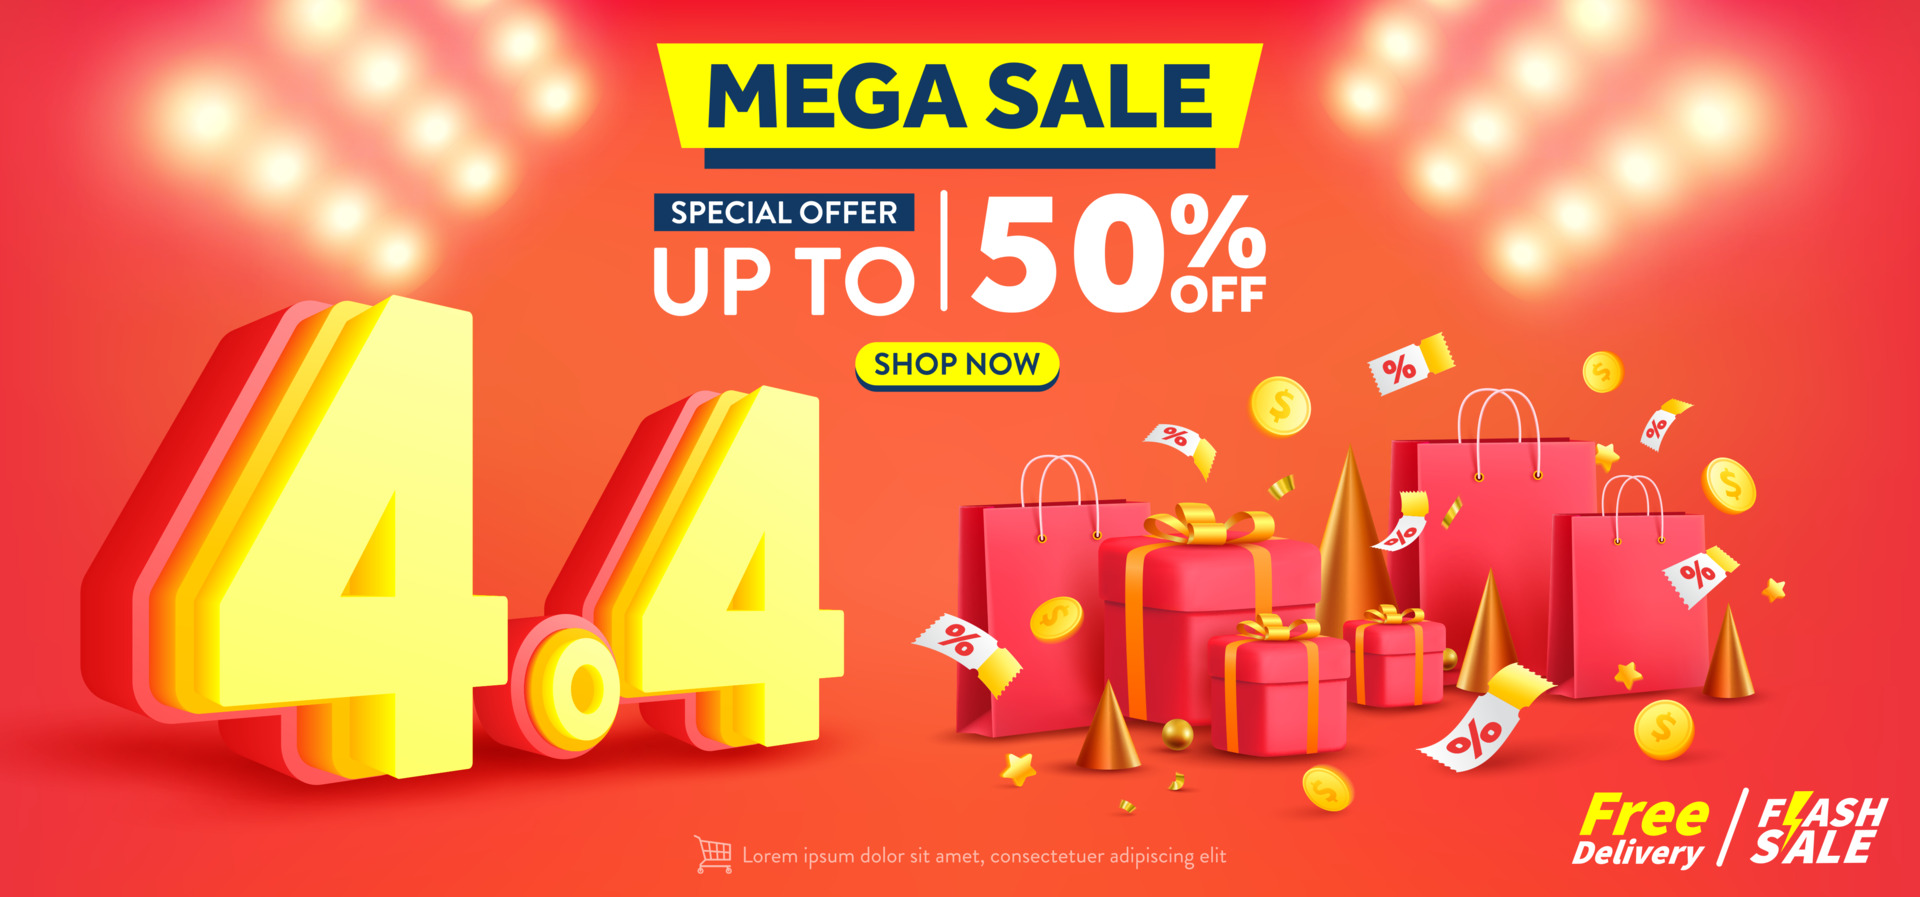 MEGA SALE
SPECIAL OFFER
UP TO
50%
OFF
SHOP NOW
4.4
%
%
%
%
%
%
%
$
$
$
$
$
$
Lorem ipsum dolor sit amet, consectetuer adipiscing elit
Free
Delivery
FLASH
SALE